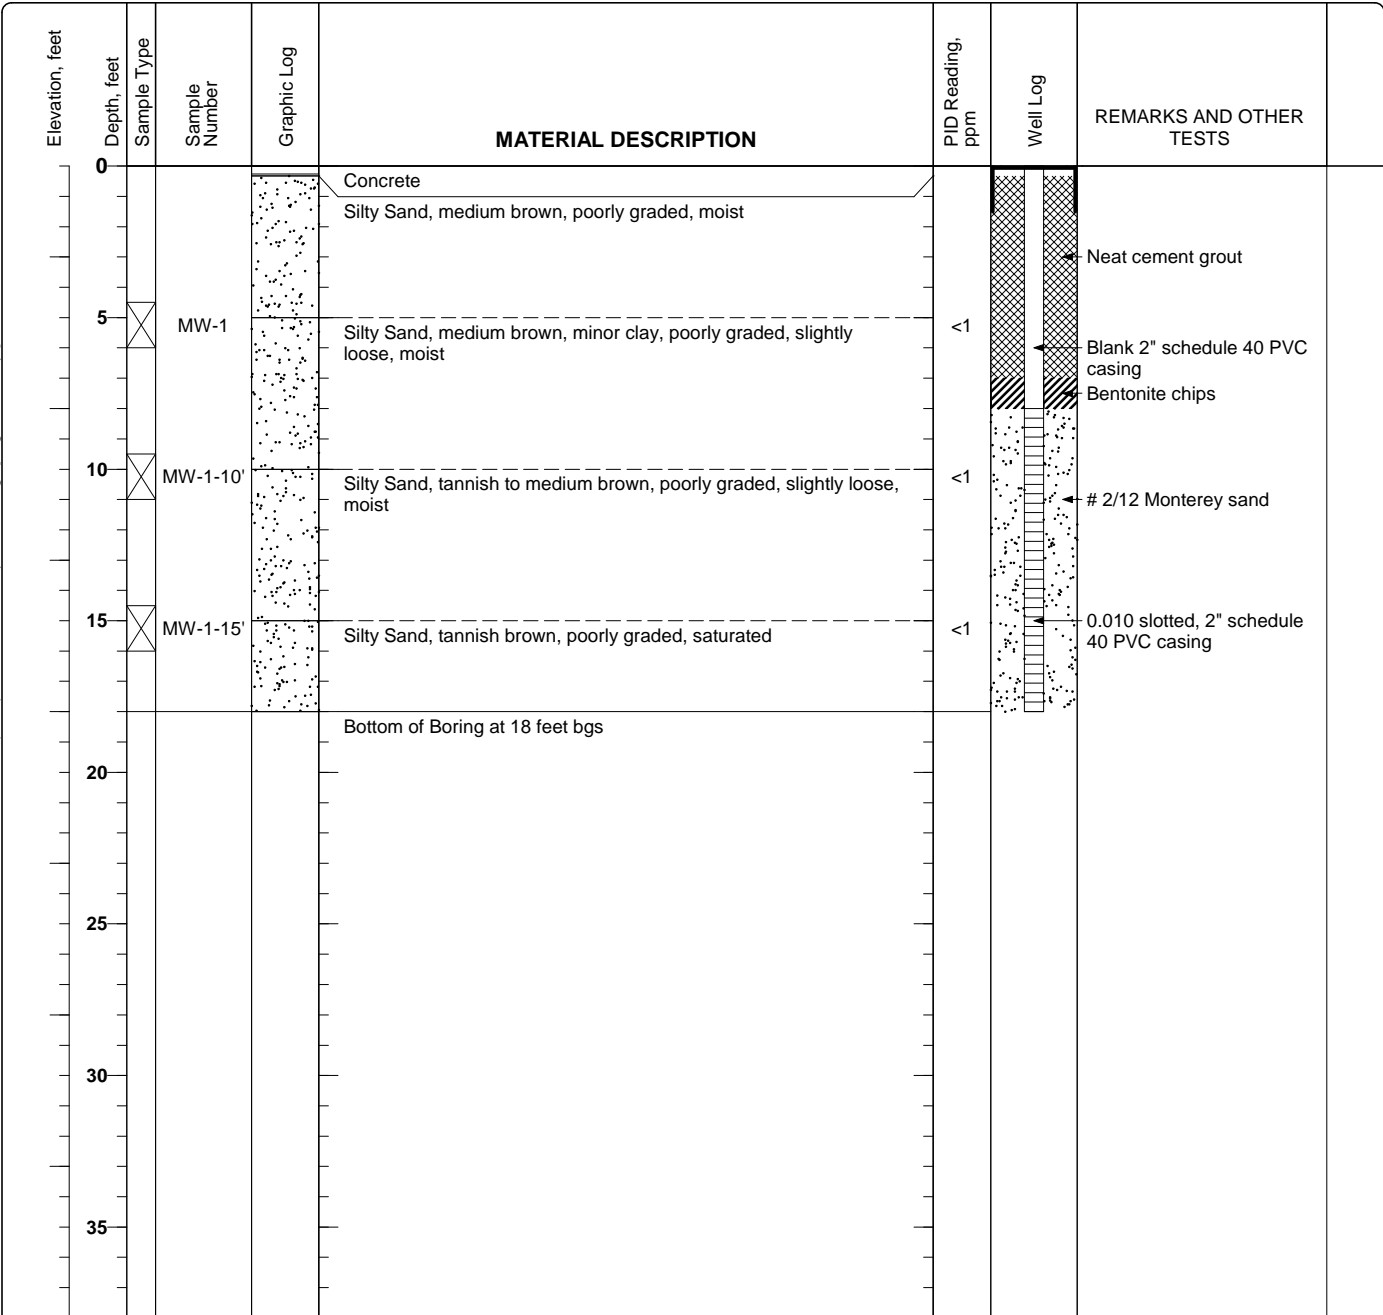 Elevation, feet
Depth, feet
Sample Type
Sample
Number
Graphic Log
MATERIAL DESCRIPTION
PID Reading,
ppm
Well Log
REMARKS AND OTHER
TESTS
0
Concrete
Silty Sand, medium brown, poorly graded, moist
Neat cement grout
5
MW-1
Silty Sand, medium brown, minor clay, poorly graded, slightly
loose, moist
<1
Blank 2" schedule 40 PVC
casing
Bentonite chips
10
MW-1-10'
Silty Sand, tannish to medium brown, poorly graded, slightly loose,
moist
<1
# 2/12 Monterey sand
15
MW-1-15'
Silty Sand, tannish brown, poorly graded, saturated
<1
0.010 slotted, 2" schedule
40 PVC casing
Bottom of Boring at 18 feet bgs
20
25
30
35